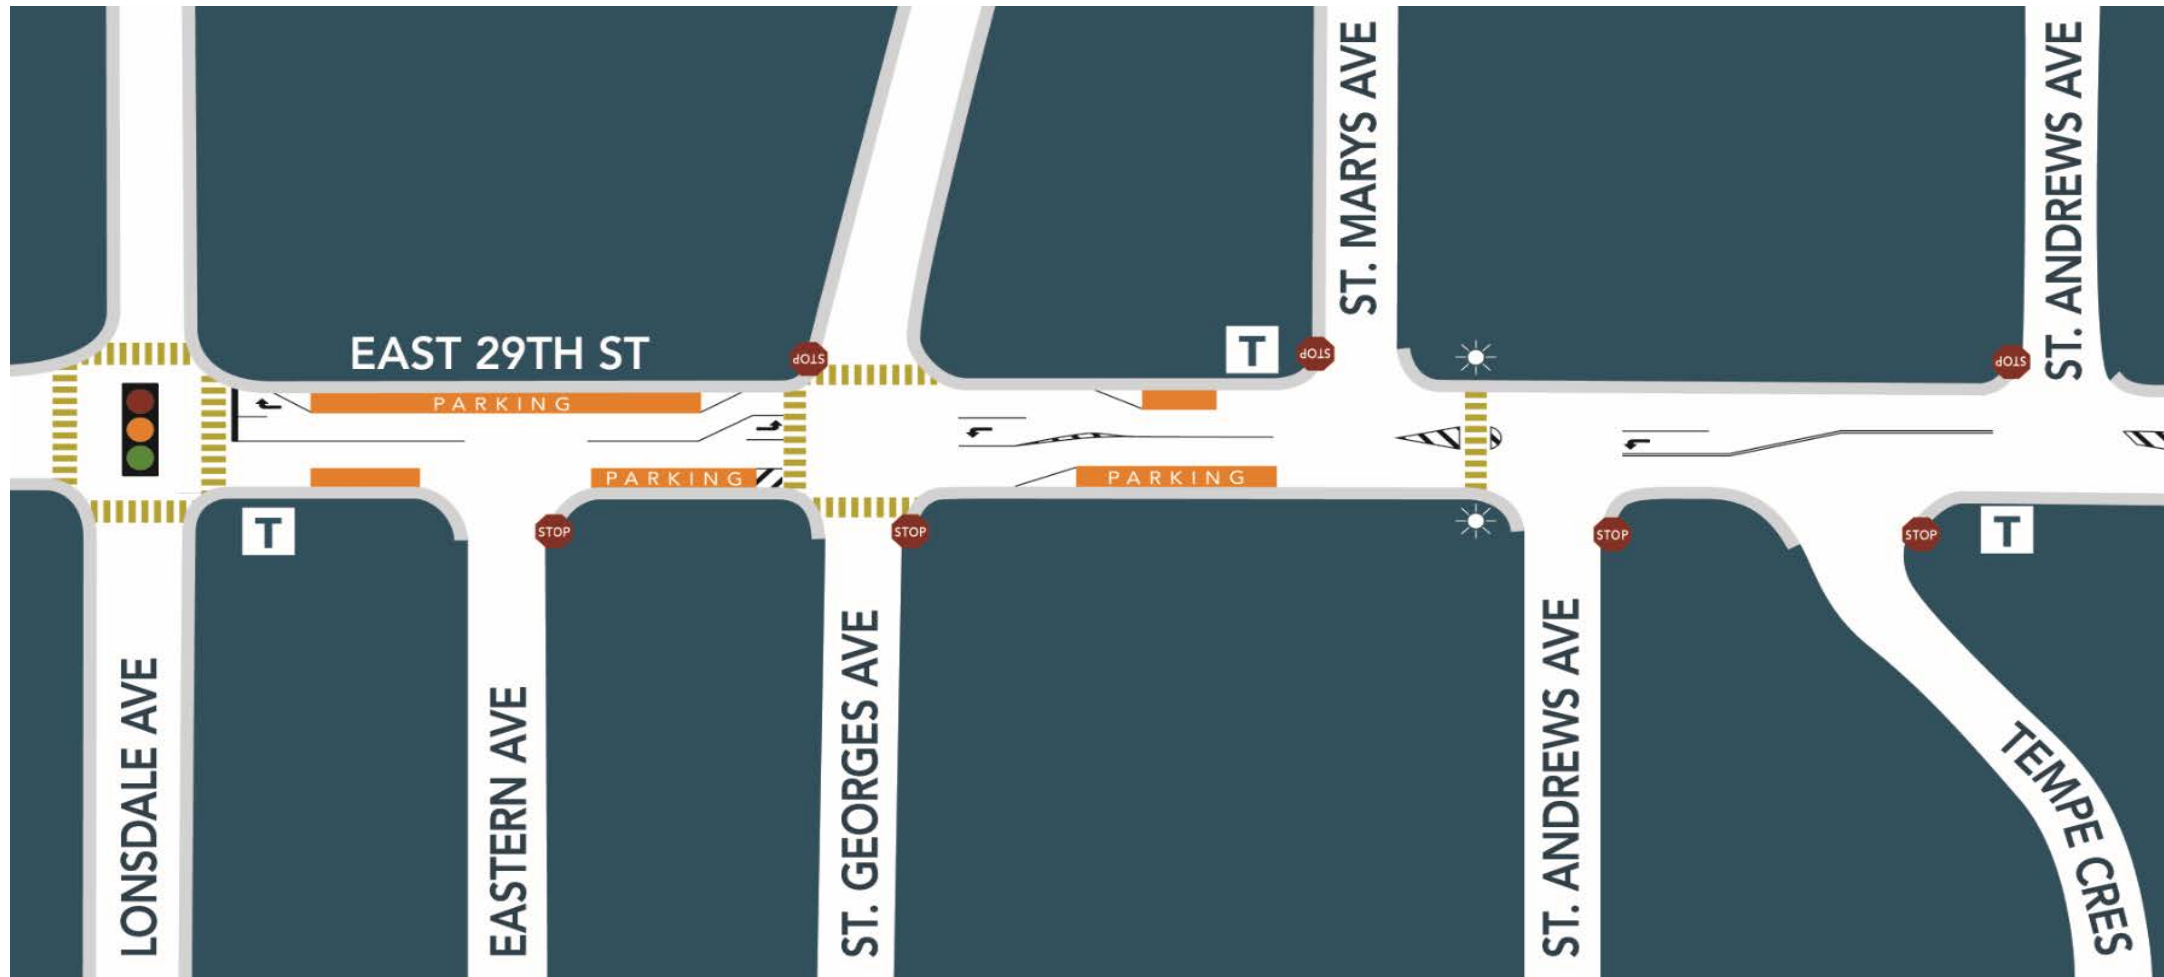 ST. MARYS AVE
ST. ANDREWS AVE
EAST 29TH ST
STOP
T
STOP
STOP
PARKING
PARKING
PARKING
T
STOP
STOP
STOP
STOP
T
LONSDALE AVE
EASTERN AVE
ST. GEORGES AVE
ST. ANDREWS AVE
TEMPE CRES